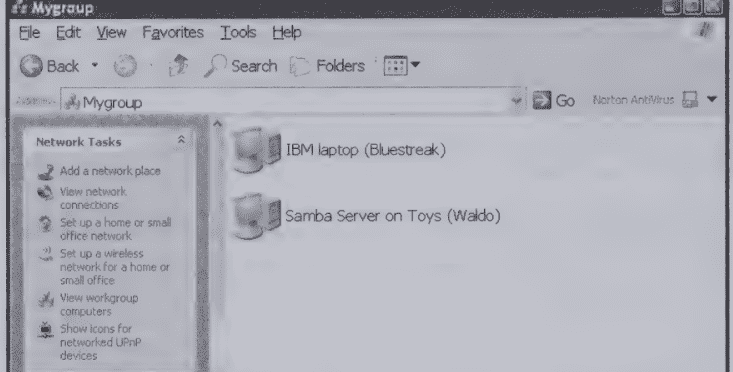 Mygroup
File Edit View Favorites Tools Help
Back Search Folders
Mygroup Go Norton AntiVirus
Network Tasks
Add a network place
View network
connections
Set up a home or small
office network
Set up a wireless
network for a home or
small office
View workgroup
computers
Show icons for
networked UPnP
devices
IBM laptop (Bluestreak)
Samba Server on Toys (Waldo)